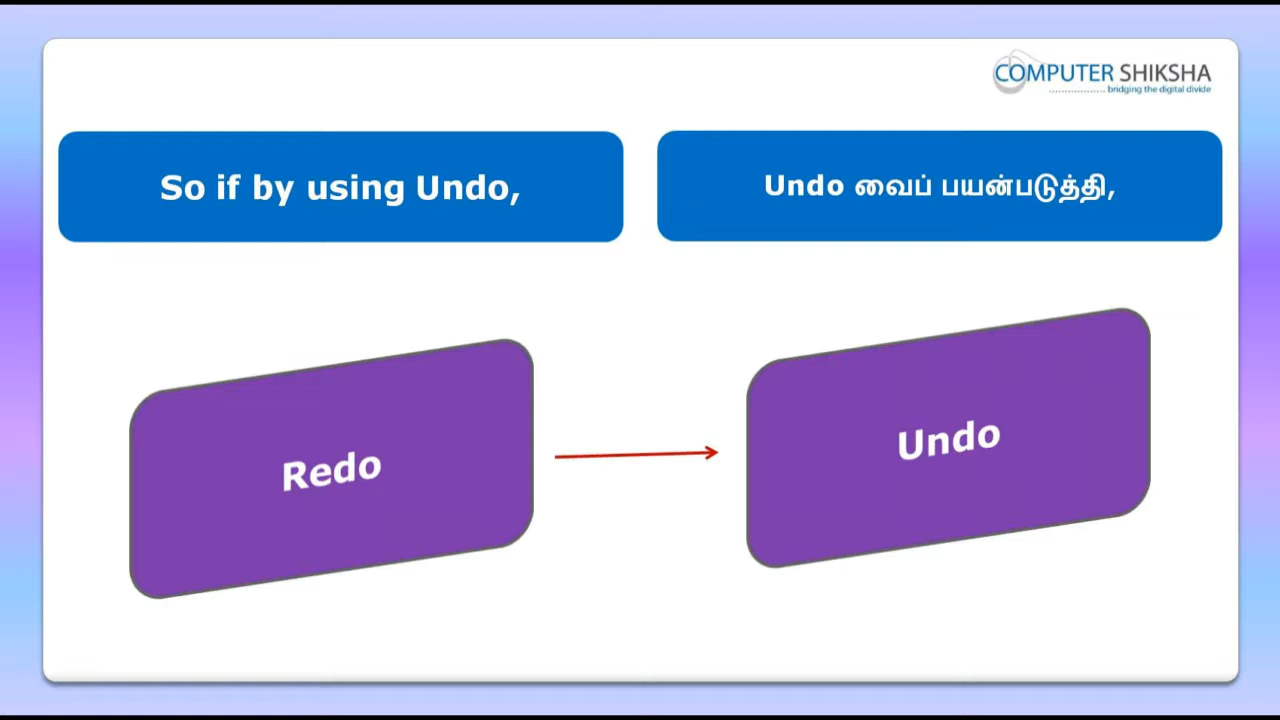 COMPUTER SHIKSHA
bridging the digital divide
So if by using Undo,
Undo வைப் பயன்படுத்தி,
Redo
Undo